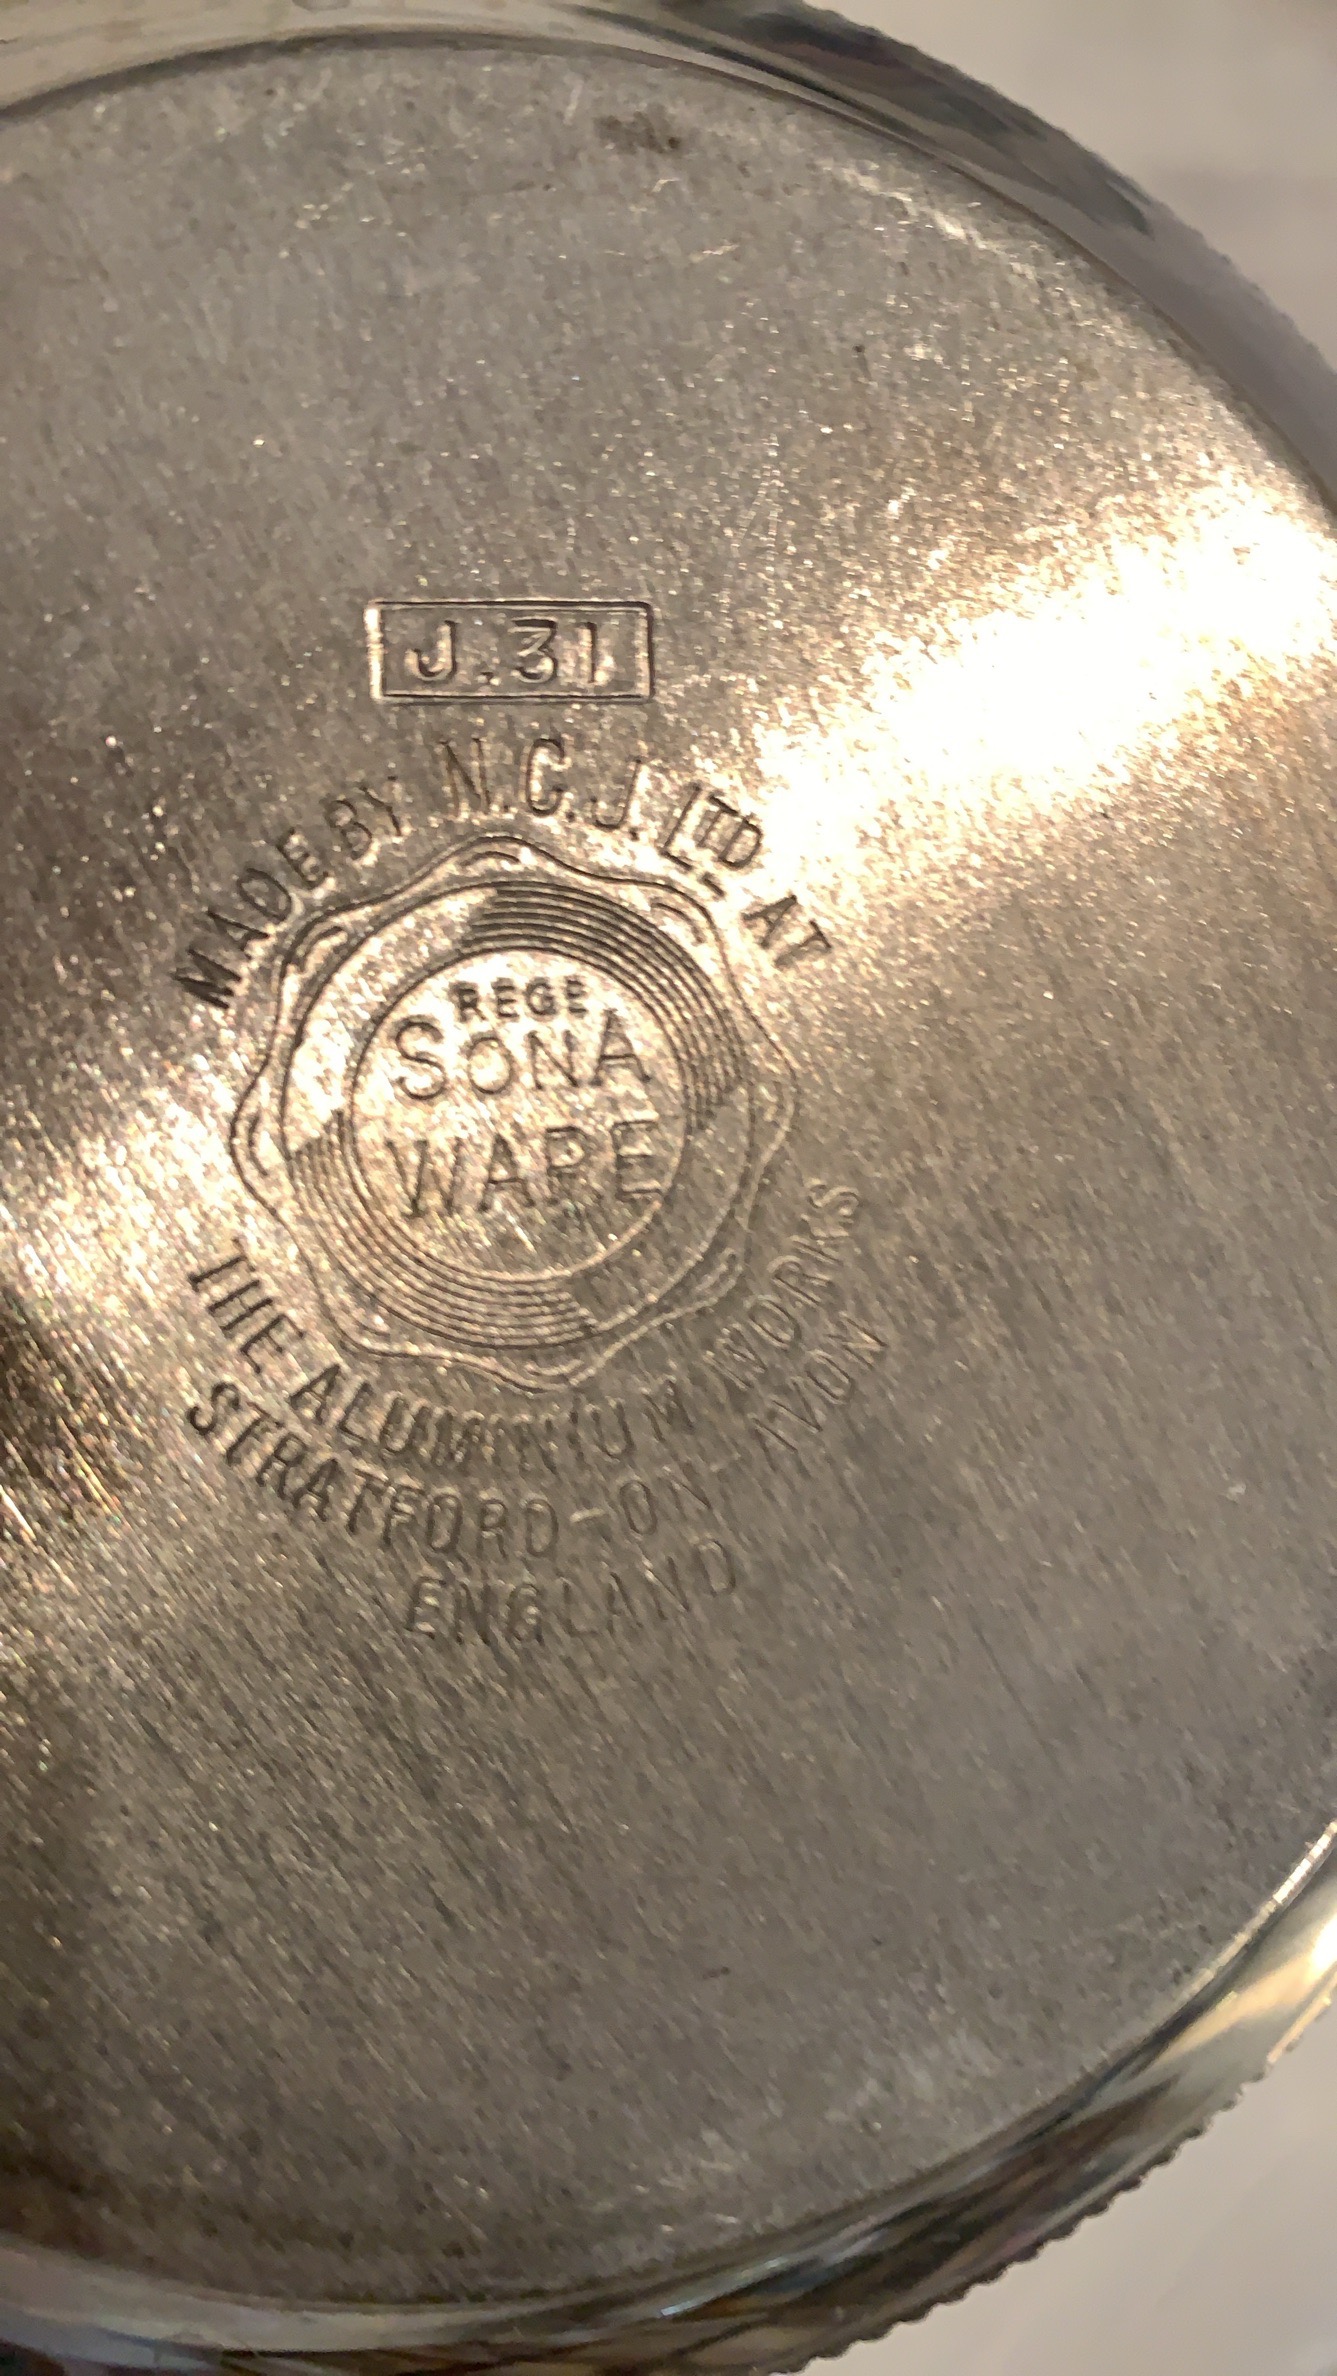 J.31
MADE BY N.C.J. LTD AT
REGD
SONA
WARE
THE ALUMINIUM WORKS
STRATFORD-ON-AVON
ENGLAND